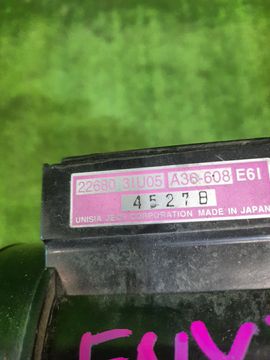 22680 31U05 A36-608 E6I
4527B
UNISIA JECS CORPORATION MADE IN JAPAN